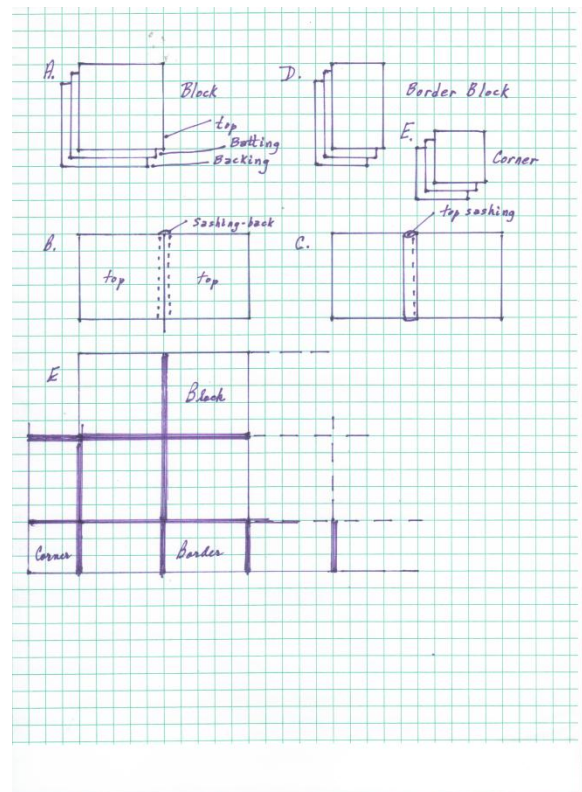 A.
Block
top
Batting
Backing
D.
Border Block
E.
Corner
B.
Sashing-back
top top
C.
top sashing
E
Block
Corner Border